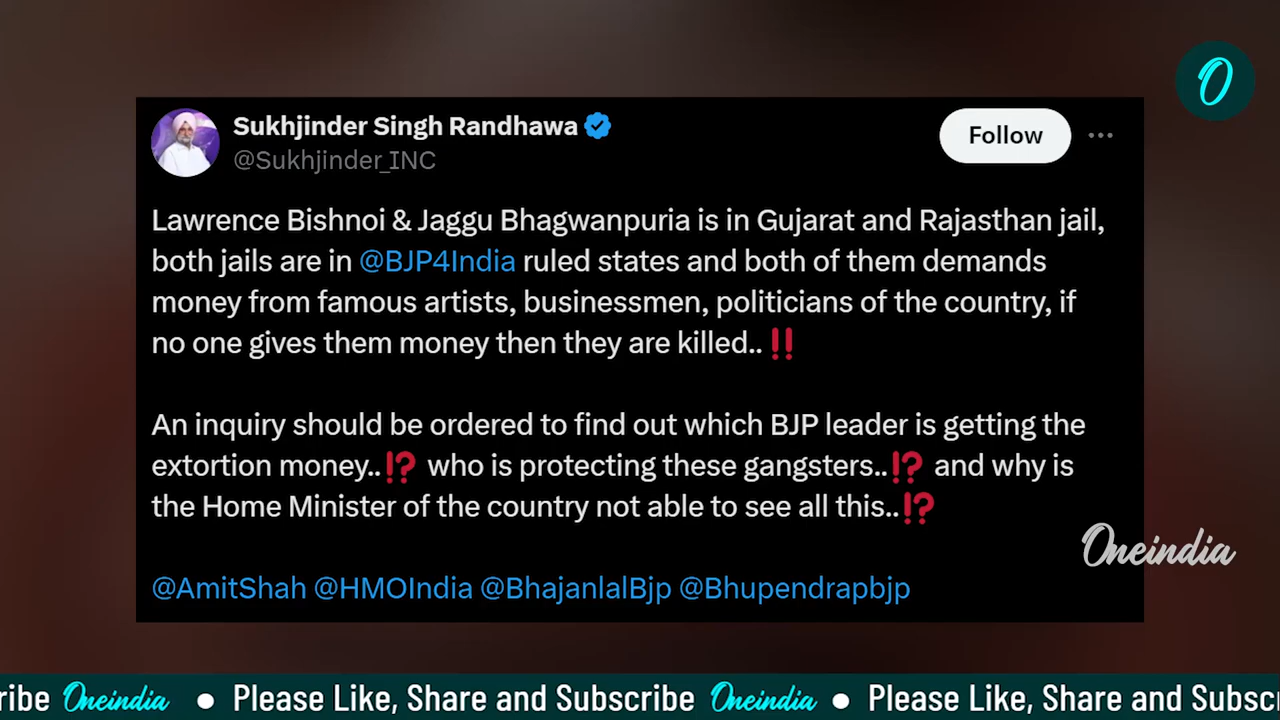 O
Sukhjinder Singh Randhawa
Follow
@Sukhjinder_INC
Lawrence Bishnoi & Jaggu Bhagwanpuria is in Gujarat and Rajasthan jail,
both jails are in @BJP4India ruled states and both of them demands
money from famous artists, businessmen, politicians of the country, if
no one gives them money then they are killed.. ‼️
An inquiry should be ordered to find out which BJP leader is getting the
extortion money..⁉️ who is protecting these gangsters..⁉️ and why is
the Home Minister of the country not able to see all this..⁉️
Oneindia
@AmitShah @HMOIndia @BhajanlalBjp @Bhupendrapbjp
ribe Oneindia ● Please Like, Share and Subscribe Oneindia ● Please Like, Share and Subsc